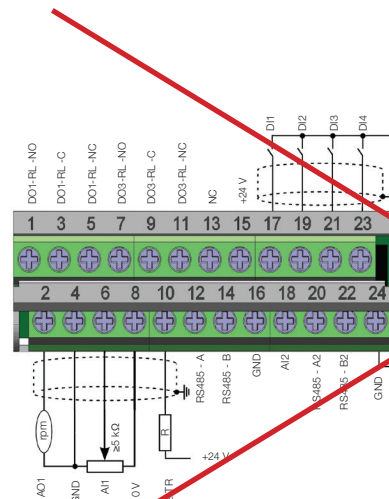 DO1-RL -NO
DO1-RL -C
DO1-RL -NC
DO3-RL -NO
DO3-RL -C
DO3-RL -NC
NC
+24 V
DI1
DI2
DI3
DI4
1 3 5 7 9 11 13 15 17 19 21 23
2 4 6 8 10 12 14 16 18 20 22 24
RS485 - A
RS485 - B
GND
AI2
RS485 - A2
RS485 - B2
GND
rpm
≥5 kΩ
R
+24 V
AO1
GND
AI1
0 V